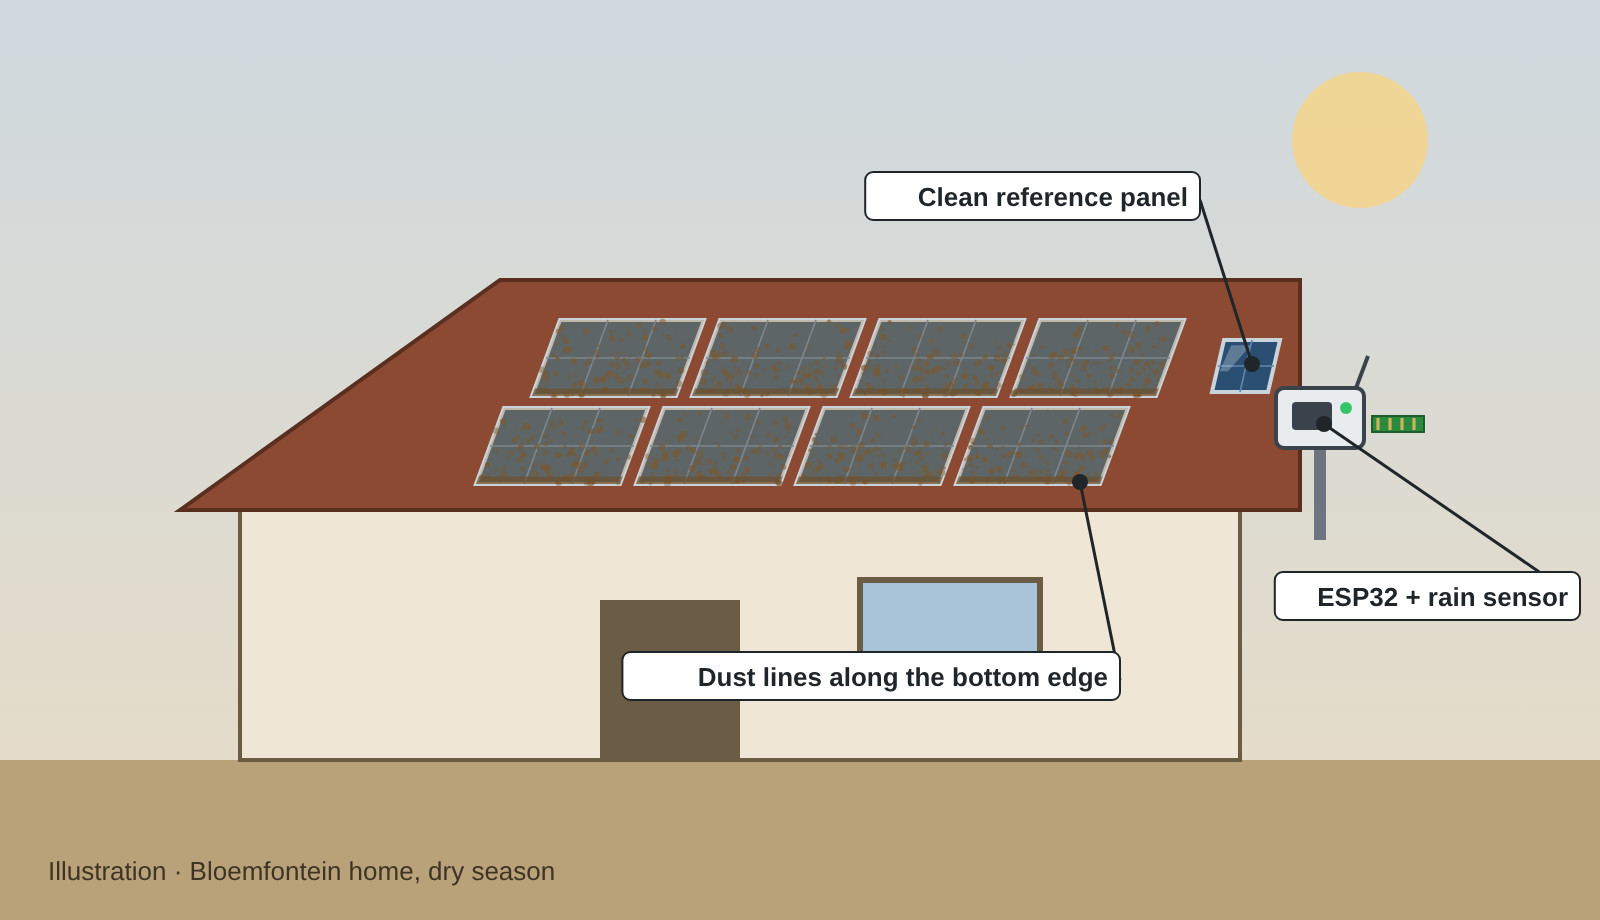 Clean reference panel
ESP32 + rain sensor
Dust lines along the bottom edge
Illustration · Bloemfontein home, dry season